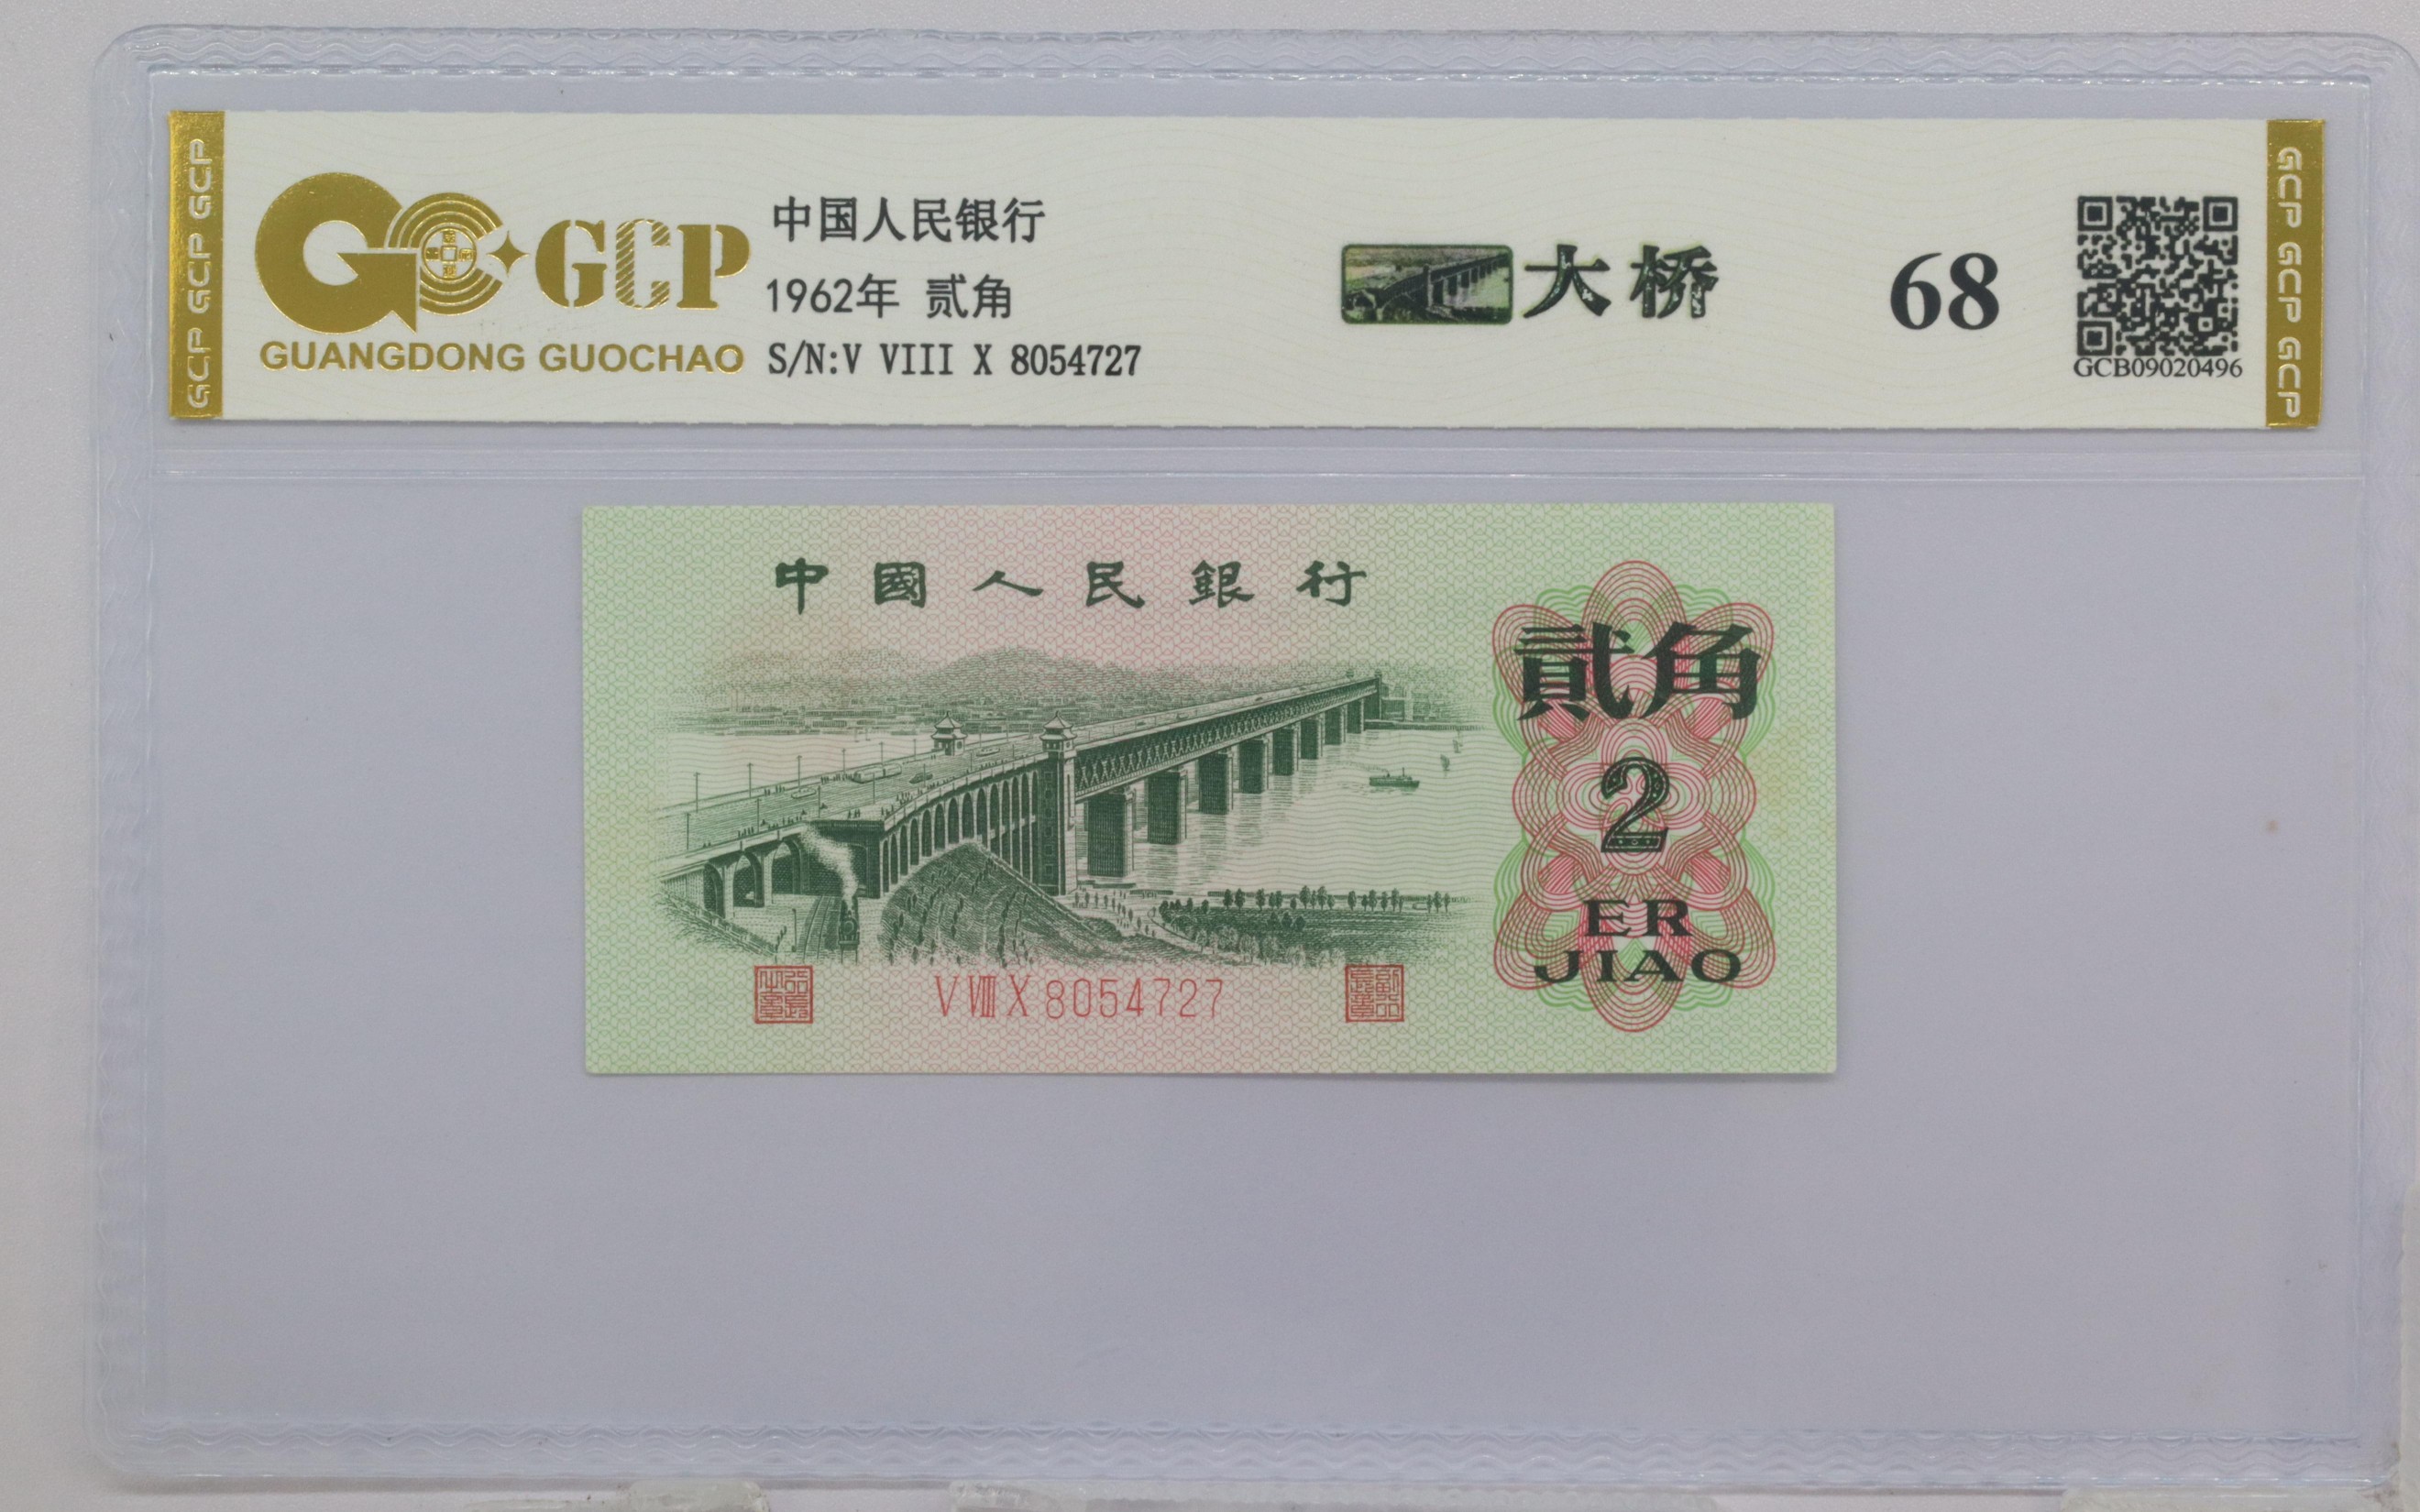 GCP GCP GCP
GCP
GUANGDONG GUOCHAO
中国人民银行
1962年 贰角
S/N:V VIII X 8054727
大桥
68
GCB09020496
GCP GCP GCP
中國人民銀行
貳角
2
ER
JIAO
V VIII X 8054727